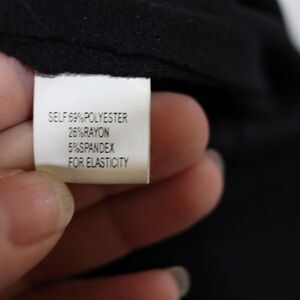 SELF:69%POLYESTER
26%RAYON
5%SPANDEX
FOR ELASTICITY